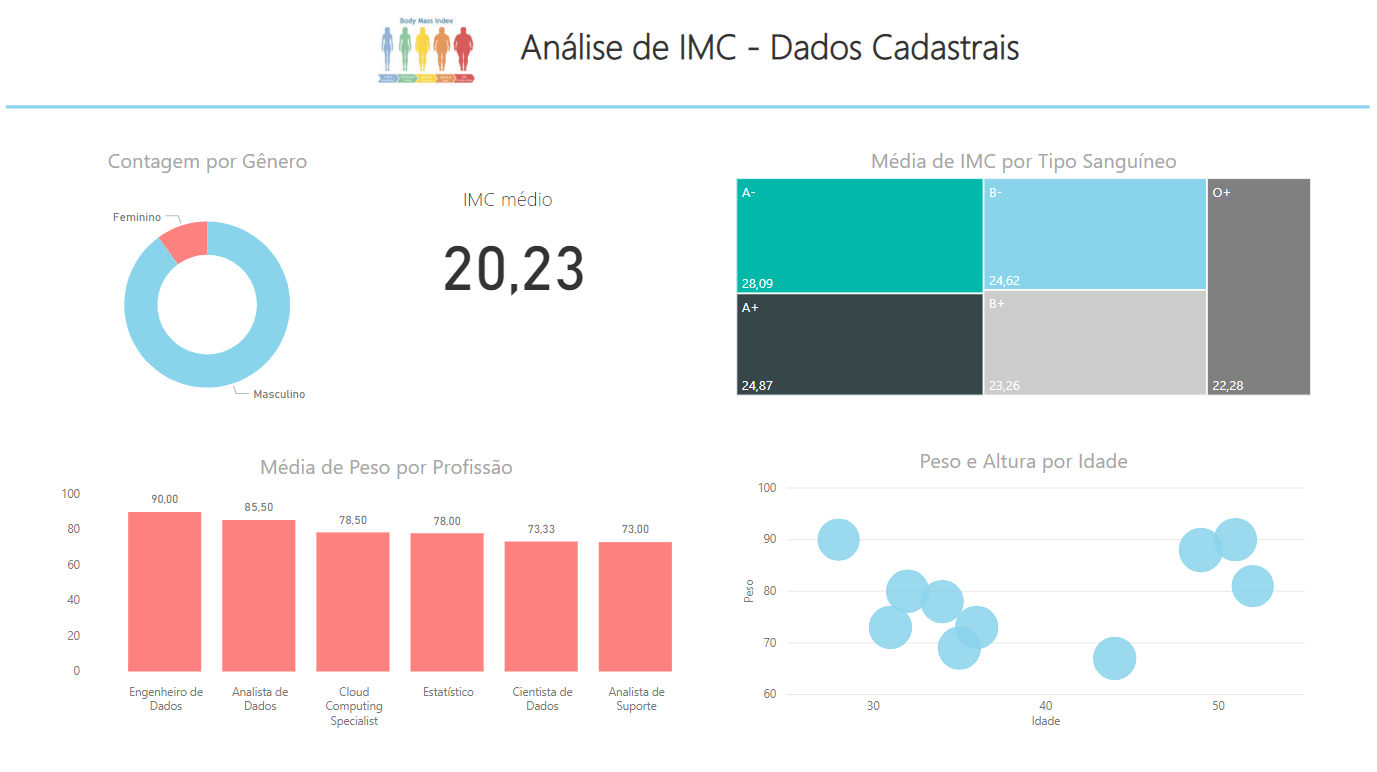 Body Mass Index
Análise de IMC - Dados Cadastrais
Contagem por Gênero
Feminino
Masculino
IMC médio
20,23
Média de IMC por Tipo Sanguíneo
A-
28,09
A+
24,87
B-
24,62
B+
23,26
O+
22,28
Média de Peso por Profissão
100
80
60
40
20
0
90,00
85,50
78,50
78,00
73,33
73,00
Engenheiro de
Dados
Analista de
Dados
Cloud
Computing
Specialist
Estatístico
Cientista de
Dados
Analista de
Suporte
Peso e Altura por Idade
Peso
100
90
80
70
60
30
40
50
Idade